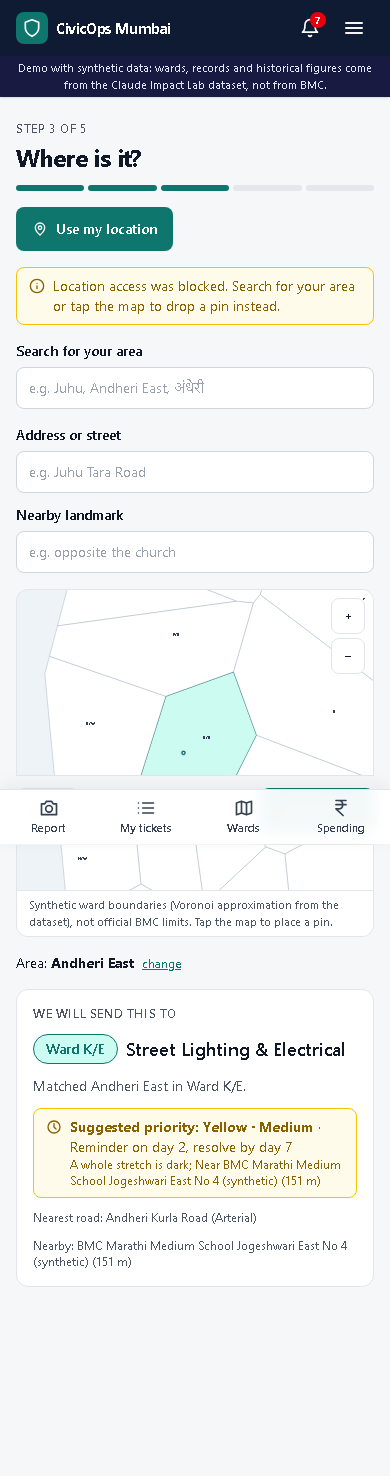 CivicOps Mumbai
7
Demo with synthetic data: wards, records and historical figures come
from the Claude Impact Lab dataset, not from BMC.
STEP 3 OF 5
Where is it?
Use my location
Location access was blocked. Search for your area
or tap the map to drop a pin instead.
Search for your area
e.g. Juhu, Andheri East, अंधेरी
Address or street
e.g. Juhu Tara Road
Nearby landmark
e.g. opposite the church
+
−
Report
My tickets
Wards
Spending
Synthetic ward boundaries (Voronoi approximation from the
dataset), not official BMC limits. Tap the map to place a pin.
Area: Andheri East change
WE WILL SEND THIS TO
Ward K/E Street Lighting & Electrical
Matched Andheri East in Ward K/E.
Suggested priority: Yellow · Medium ·
Reminder on day 2, resolve by day 7
A whole stretch is dark; Near BMC Marathi Medium
School Jogeshwari East No 4 (synthetic) (151 m)
Nearest road: Andheri Kurla Road (Arterial)
Nearby: BMC Marathi Medium School Jogeshwari East No 4
(synthetic) (151 m)